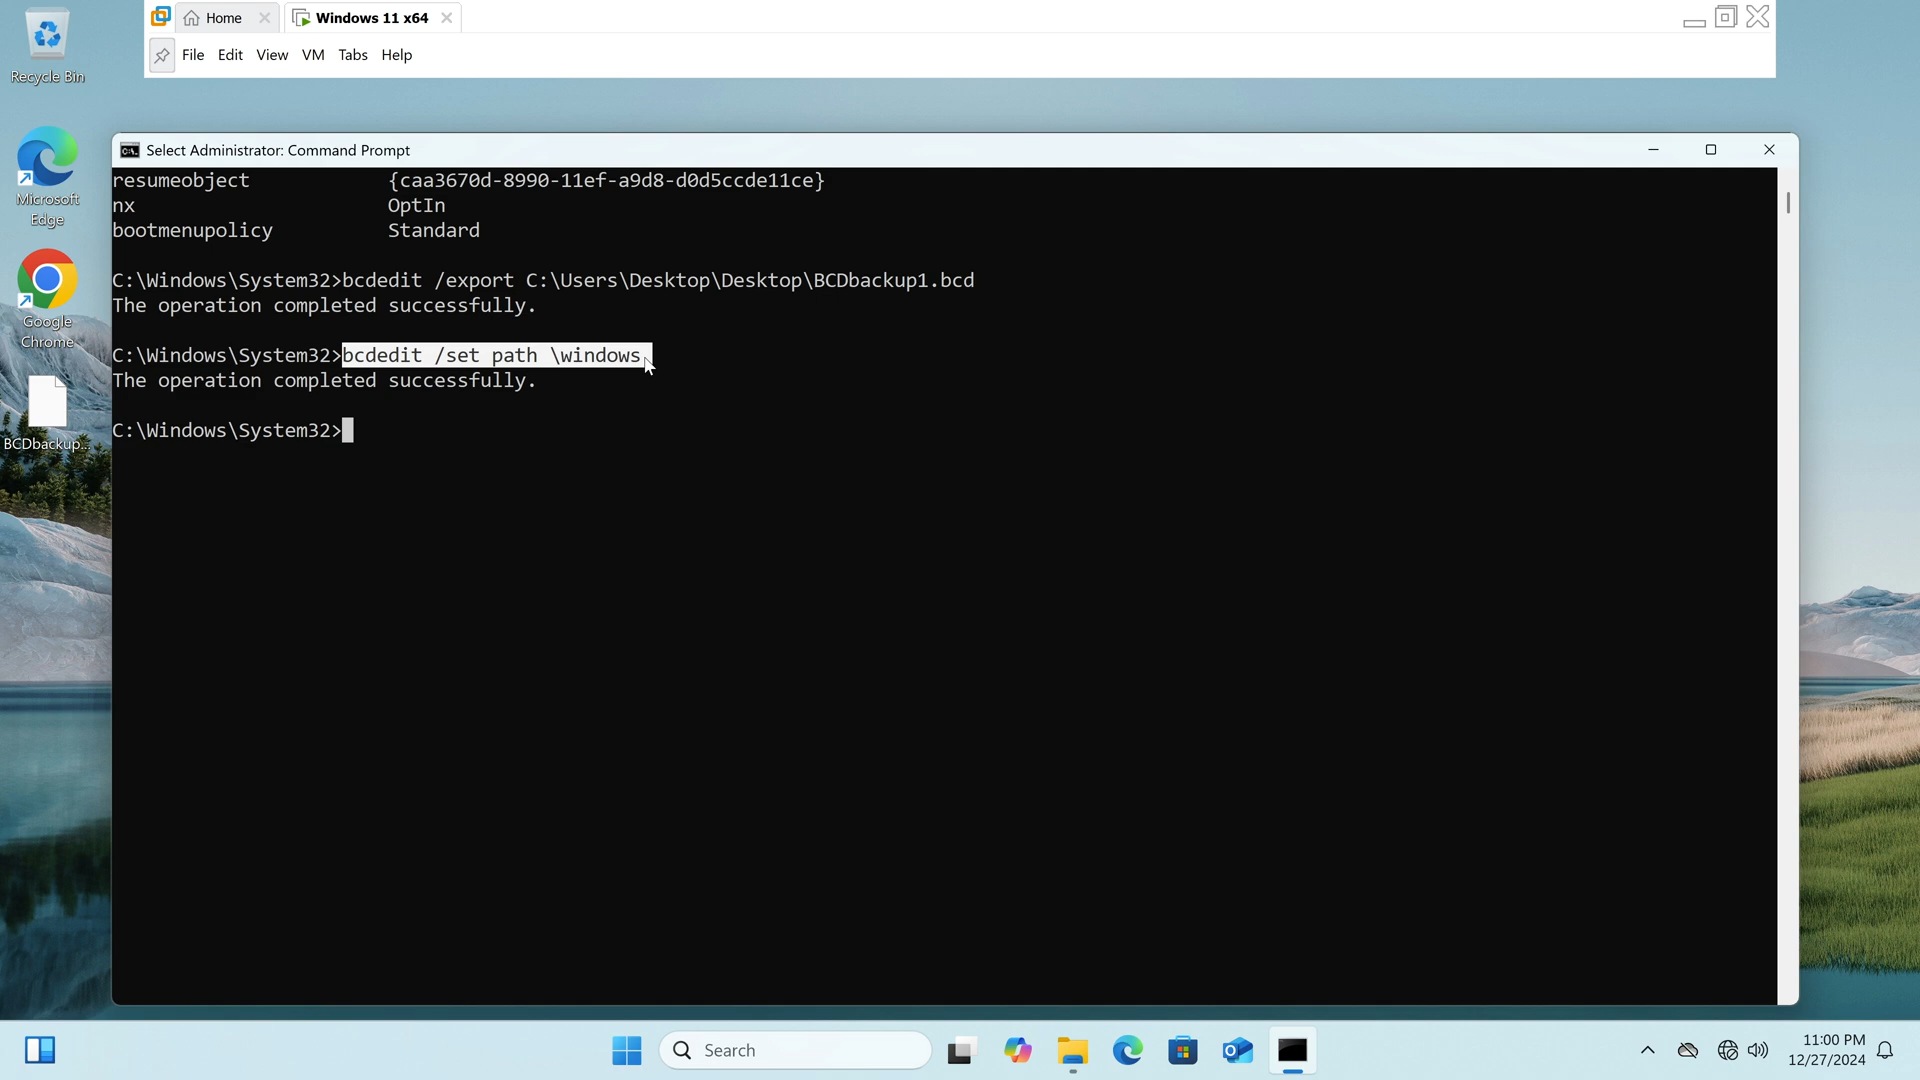 Home
Windows 11 x64
File Edit View VM Tabs Help
Recycle Bin
Microsoft
Edge
Google
Chrome
BCDbackup...
Select Administrator: Command Prompt
resumeobject {caa3670d-8990-11ef-a9d8-d0d5ccde11ce}
nx OptIn
bootmenupolicy Standard
C:\Windows\System32>bcdedit /export C:\Users\Desktop\Desktop\BCDbackup1.bcd
The operation completed successfully.
C:\Windows\System32>bcdedit /set path \windows
The operation completed successfully.
C:\Windows\System32>
Search
11:00 PM
12/27/2024